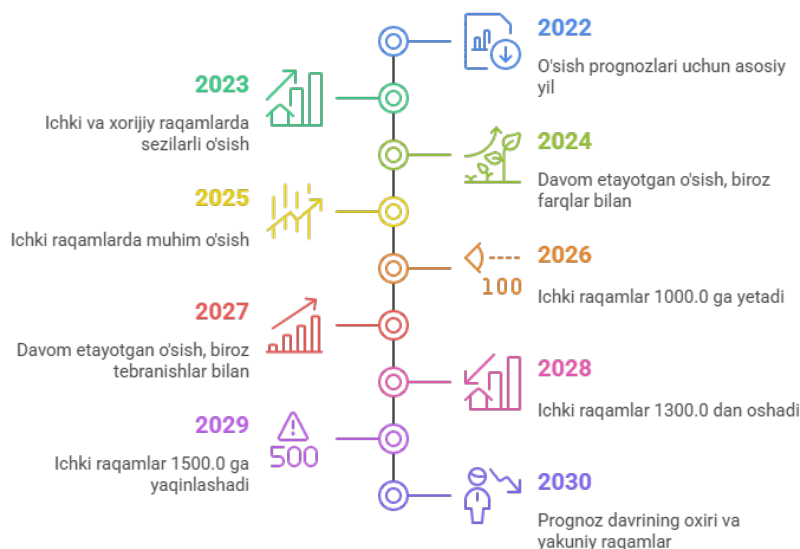 2022
O'sish prognozlari uchun asosiy
yil
2023
Ichki va xorijiy raqamlarda
sezilarli o'sish
2024
Davom etayotgan o'sish, biroz
farqlar bilan
2025
Ichki raqamlarda muhim o'sish
2026
100
Ichki raqamlar 1000.0 ga yetadi
2027
Davom etayotgan o'sish, biroz
tebranishlar bilan
2028
Ichki raqamlar 1300.0 dan oshadi
2029
500
Ichki raqamlar 1500.0 ga
yaqinlashadi
2030
Prognoz davrining oxiri va
yakuniy raqamlar